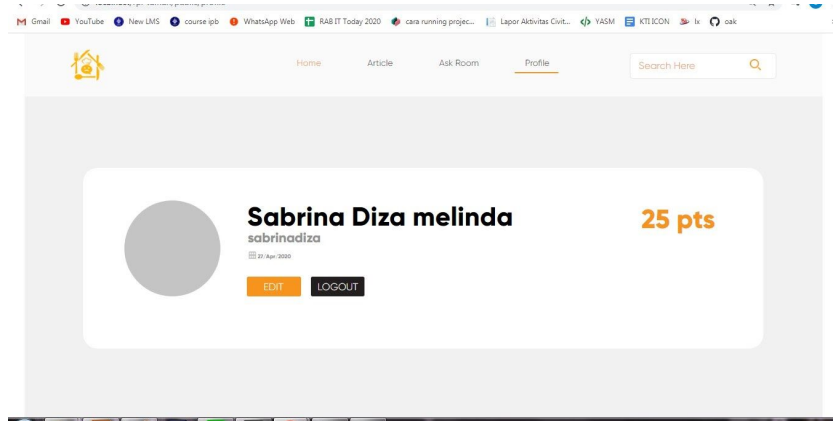 Gmail YouTube New LMS course ipb WhatsApp Web RAB IT Today 2020 cara running projec... Lapor Aktivitas Civit... YASM KTI ICON lx oak
Home Article Ask Room Profile Search Here
Sabrina Diza melinda
25 pts
sabrinadiza
27/Apr/2020
EDIT LOGOUT